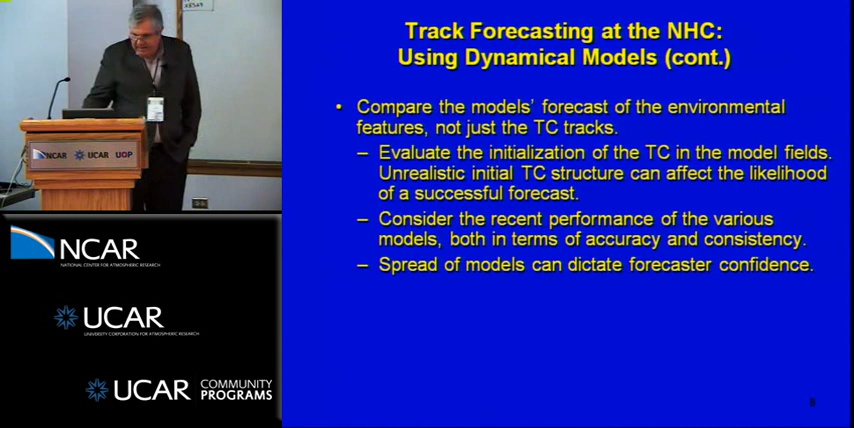 Track Forecasting at the NHC:
Using Dynamical Models (cont.)
• Compare the models' forecast of the environmental
features, not just the TC tracks.
– Evaluate the initialization of the TC in the model fields.
Unrealistic initial TC structure can affect the likelihood
of a successful forecast.
– Consider the recent performance of the various
models, both in terms of accuracy and consistency.
– Spread of models can dictate forecaster confidence.
NCAR UCAR UOP
NCAR
NATIONAL CENTER FOR ATMOSPHERIC RESEARCH
UCAR
UNIVERSITY CORPORATION FOR ATMOSPHERIC RESEARCH
UCAR COMMUNITY
PROGRAMS